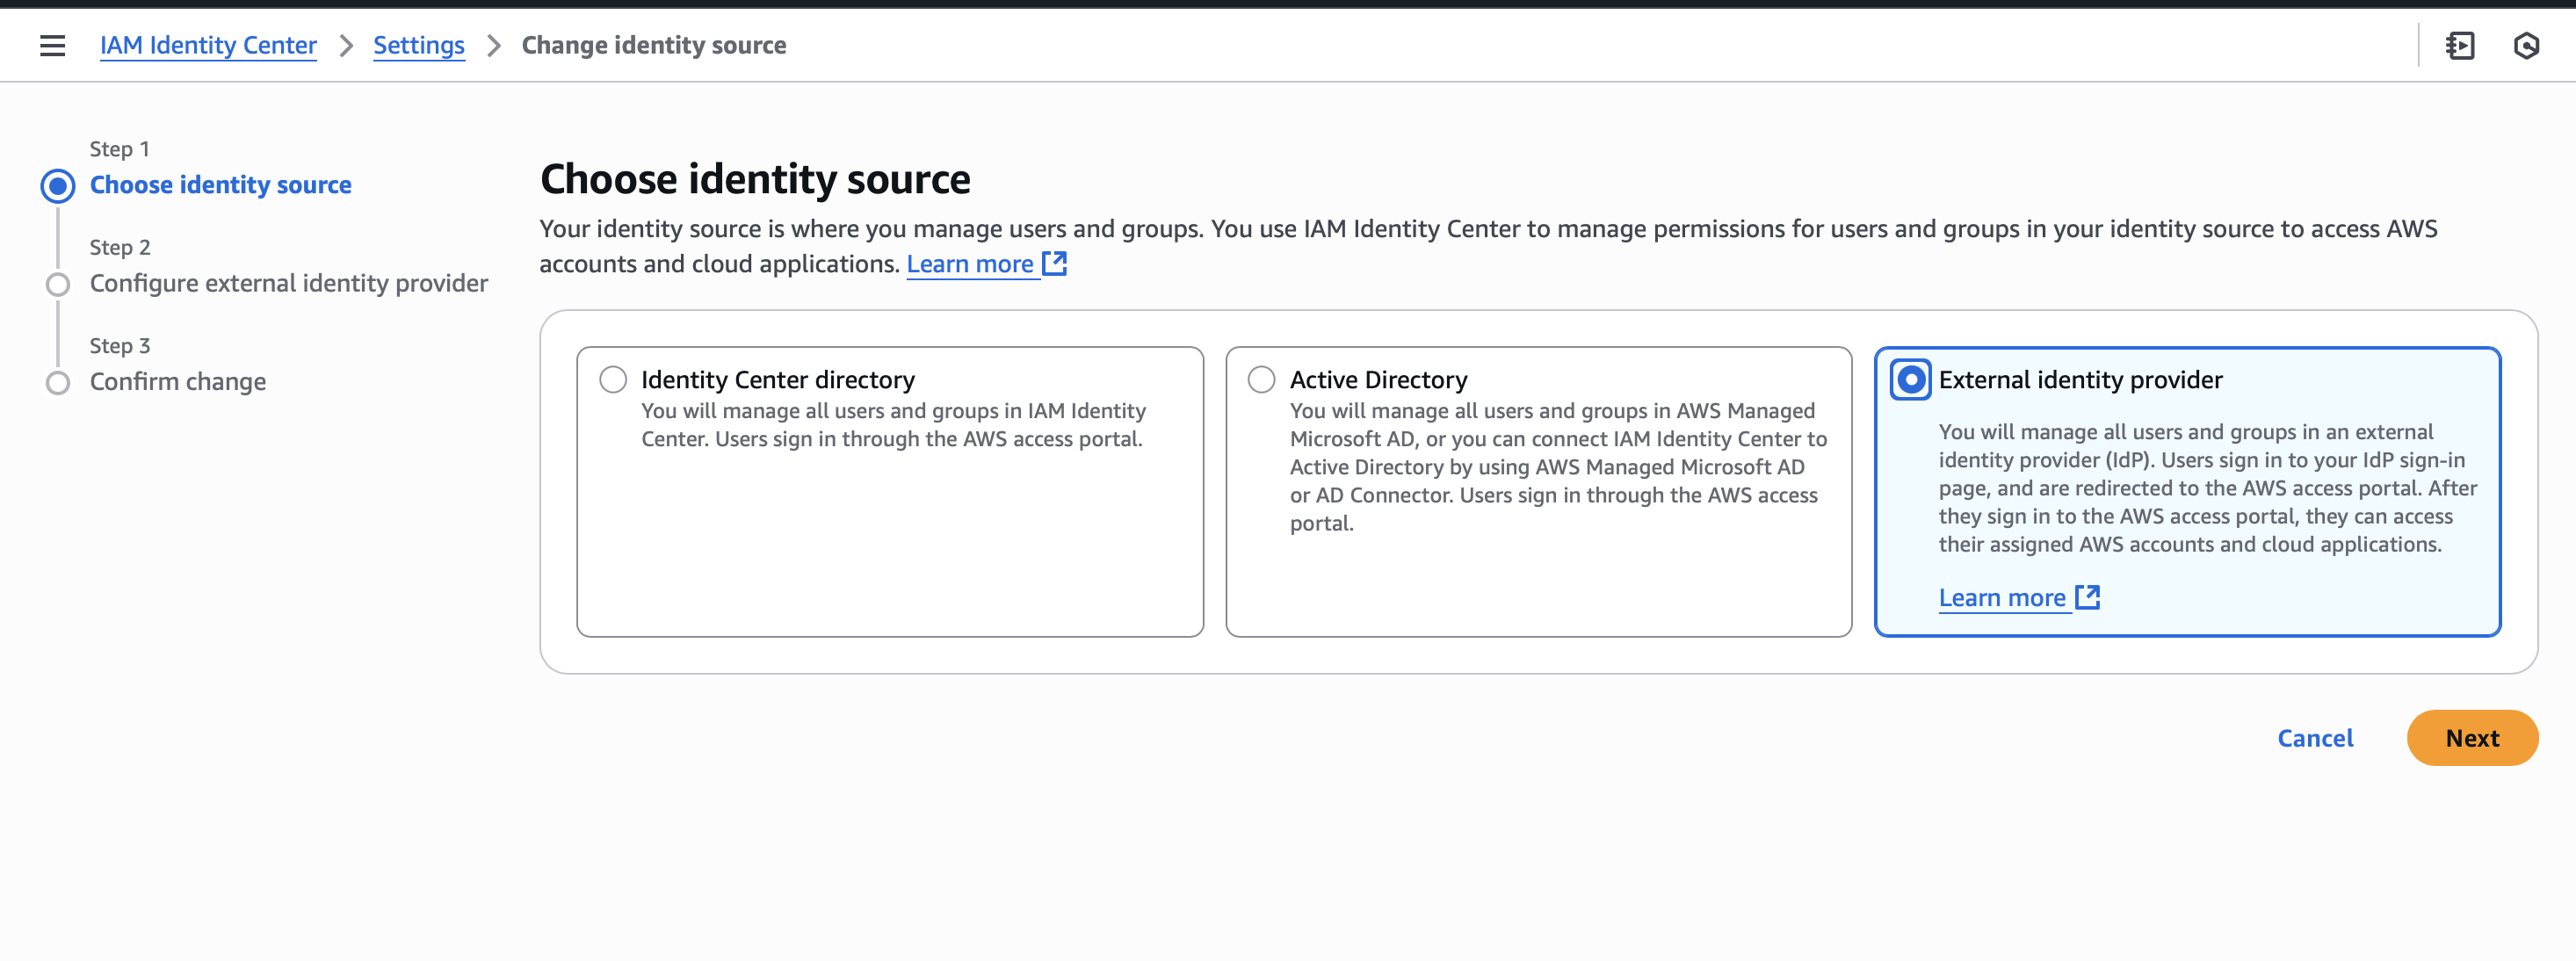 IAM Identity Center > Settings > Change identity source
Step 1
Choose identity source
Step 2
Configure external identity provider
Step 3
Confirm change
Choose identity source
Your identity source is where you manage users and groups. You use IAM Identity Center to manage permissions for users and groups in your identity source to access AWS
accounts and cloud applications. Learn more
Identity Center directory
You will manage all users and groups in IAM Identity
Center. Users sign in through the AWS access portal.
Active Directory
You will manage all users and groups in AWS Managed
Microsoft AD, or you can connect IAM Identity Center to
Active Directory by using AWS Managed Microsoft AD
or AD Connector. Users sign in through the AWS access
portal.
External identity provider
You will manage all users and groups in an external
identity provider (IdP). Users sign in to your IdP sign-in
page, and are redirected to the AWS access portal. After
they sign in to the AWS access portal, they can access
their assigned AWS accounts and cloud applications.
Learn more
Cancel
Next